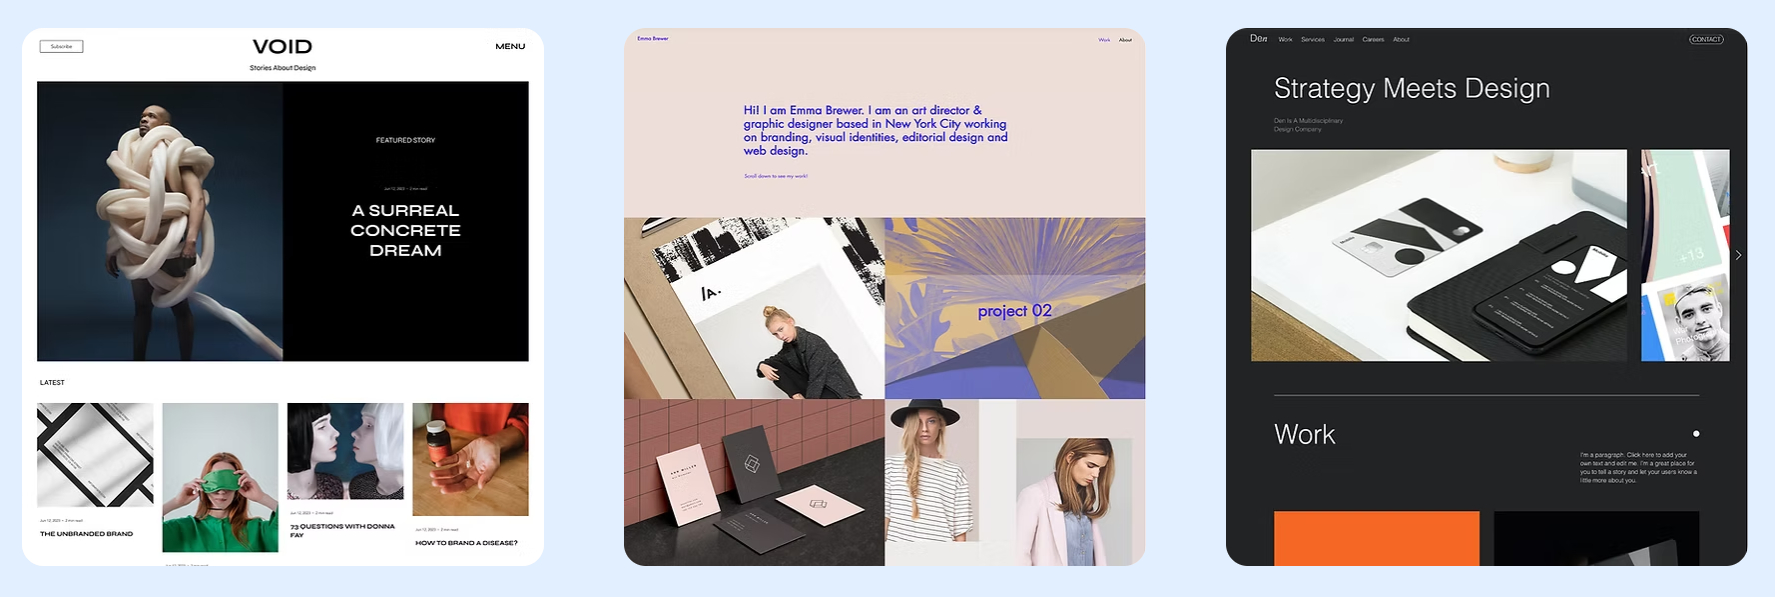 Subscribe
VOID
MENU
Stories About Design
FEATURED STORY
Jun 12, 2023 — 2 min read
A SURREAL
CONCRETE
DREAM
LATEST
Jun 12, 2023 — 2 min read
THE UNBRANDED BRAND
Jun 12, 2023 — 2 min read
73 QUESTIONS WITH DONNA
FAY
Jun 12, 2023 — 2 min read
HOW TO BRAND A DISEASE?
Emma Brewer
Work
About
Hi! I am Emma Brewer. I am an art director &
graphic designer based in New York City working
on branding, visual identities, editorial design and
web design.
Scroll down to see my work!
/A.
project 02
ANN MILLER
Den
Work
Services
Journal
Careers
About
CONTACT
Strategy Meets Design
Den Is A Multidisciplinary
Design Company
+13
Work
I'm a paragraph. Click here to add your
own text and edit me. I'm a great place for
you to tell a story and let your users know a
little more about you.